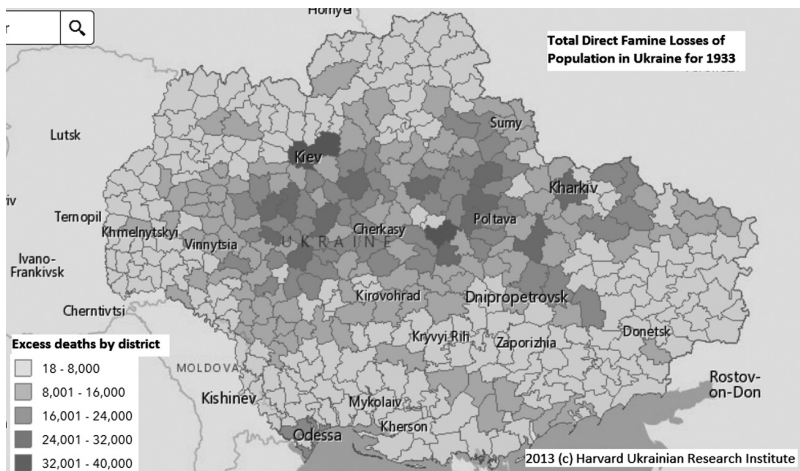 r
Homyel
Total Direct Famine Losses of
Population in Ukraine for 1933
Lutsk
Sumy
Kiev
Kharkiv
iv
Ternopil
Khmelnytskyi
Vinnytsia
Cherkasy
Poltava
UKRAINE
Ivano-
Frankivsk
Cherntivtsi
Kirovohrad
Dnipropetrovsk
Donetsk
Excess deaths by district
18 - 8,000
8,001 - 16,000
16,001 - 24,000
24,001 - 32,000
32,001 - 40,000
MOLDOVA
Kryvyi Rih
Zaporizhia
Kishinev
Mykolaiv
Rostov-
on-Don
Kherson
Odessa
2013 (c) Harvard Ukrainian Research Institute